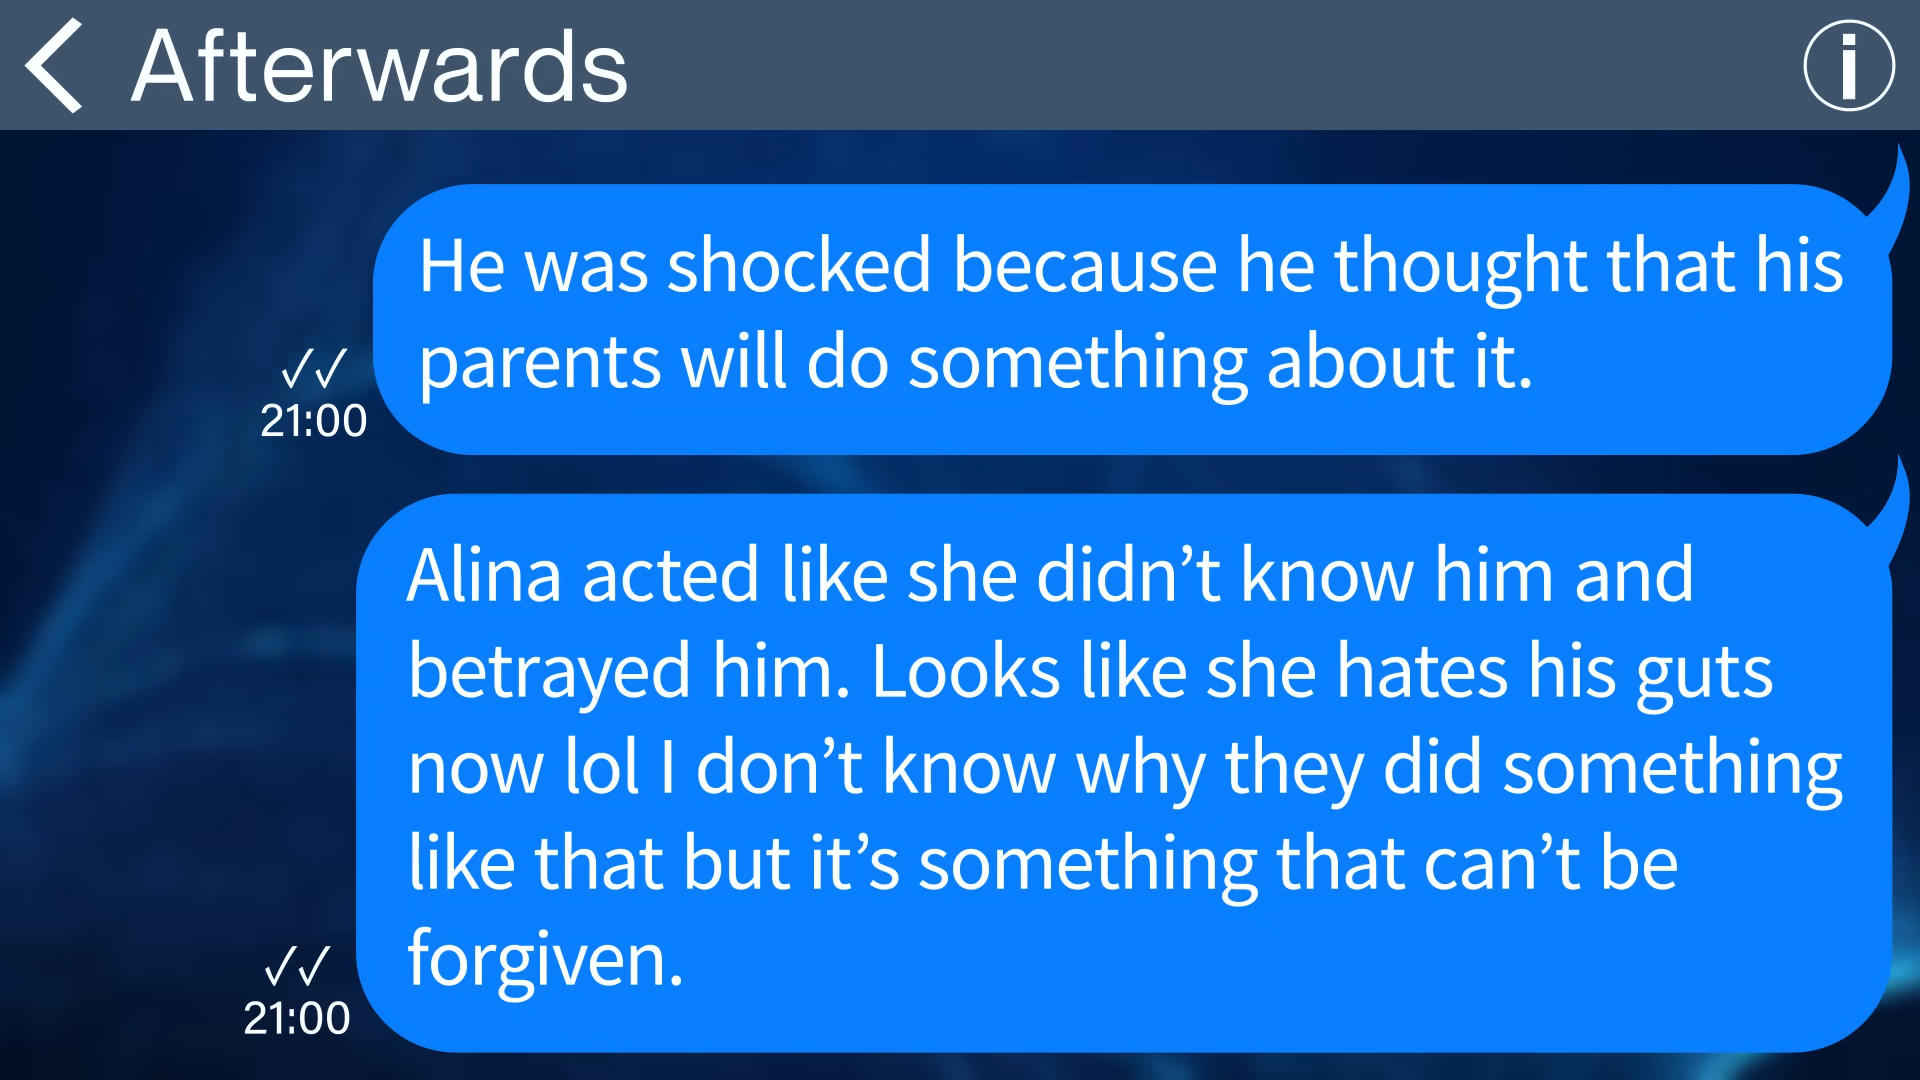 Afterwards
He was shocked because he thought that his
parents will do something about it.
21:00
Alina acted like she didn’t know him and
betrayed him. Looks like she hates his guts
now lol I don’t know why they did something
like that but it’s something that can’t be
forgiven.
21:00